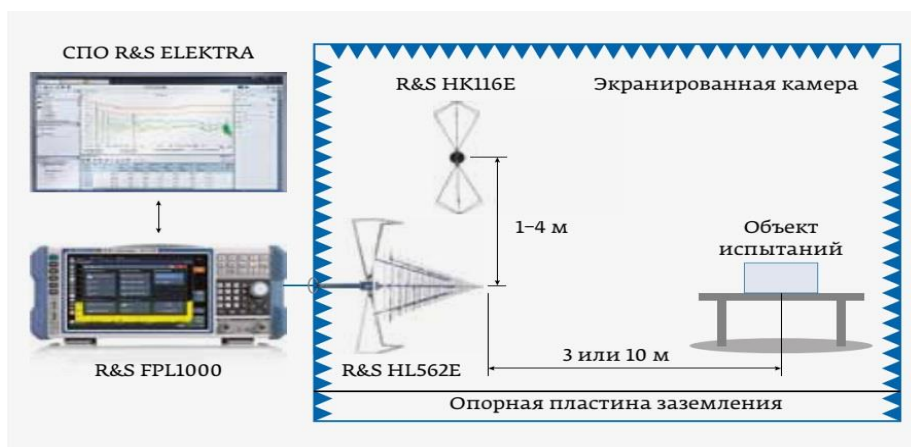 СПО R&S ELEKTRA
R&S HK116E
Экранированная камера
1–4 м
Объект
испытаний
3 или 10 м
R&S FPL1000
R&S HL562E
Опорная пластина заземления